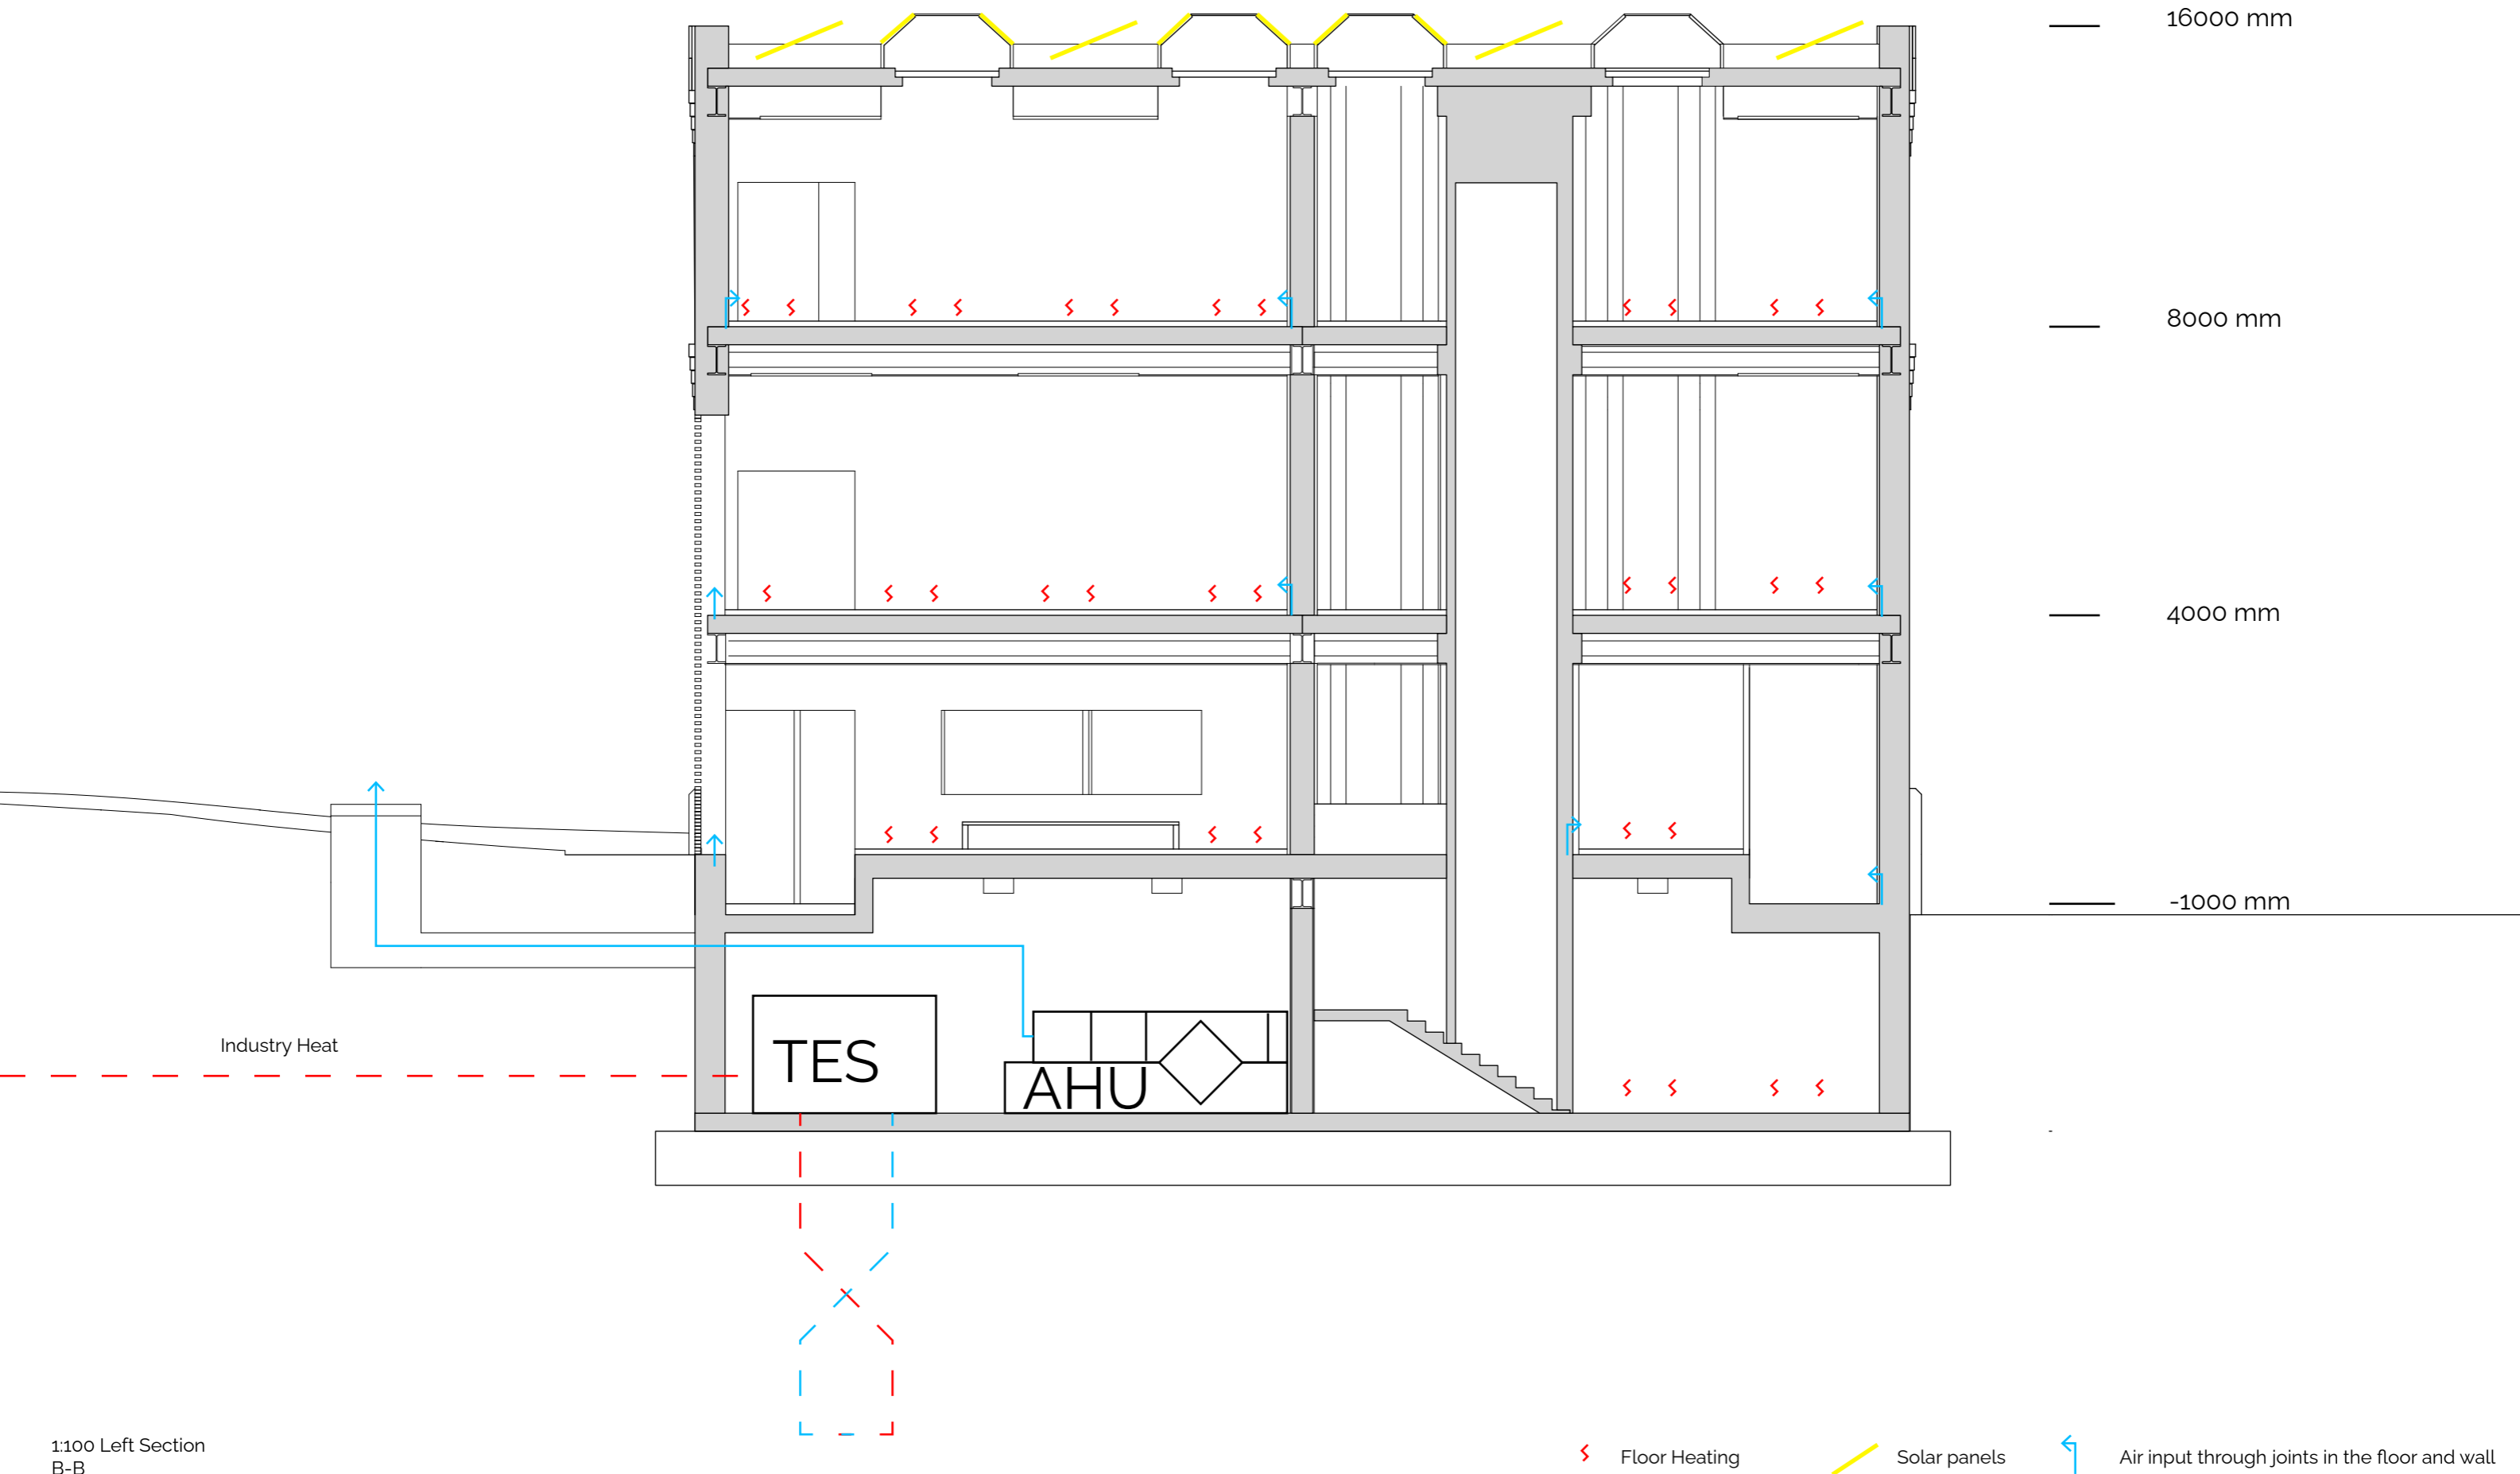 16000 mm
8000 mm
4000 mm
-1000 mm
Industry Heat
TES
AHU
1:100 Left Section
B-B
Floor Heating
Solar panels
Air input through joints in the floor and wall